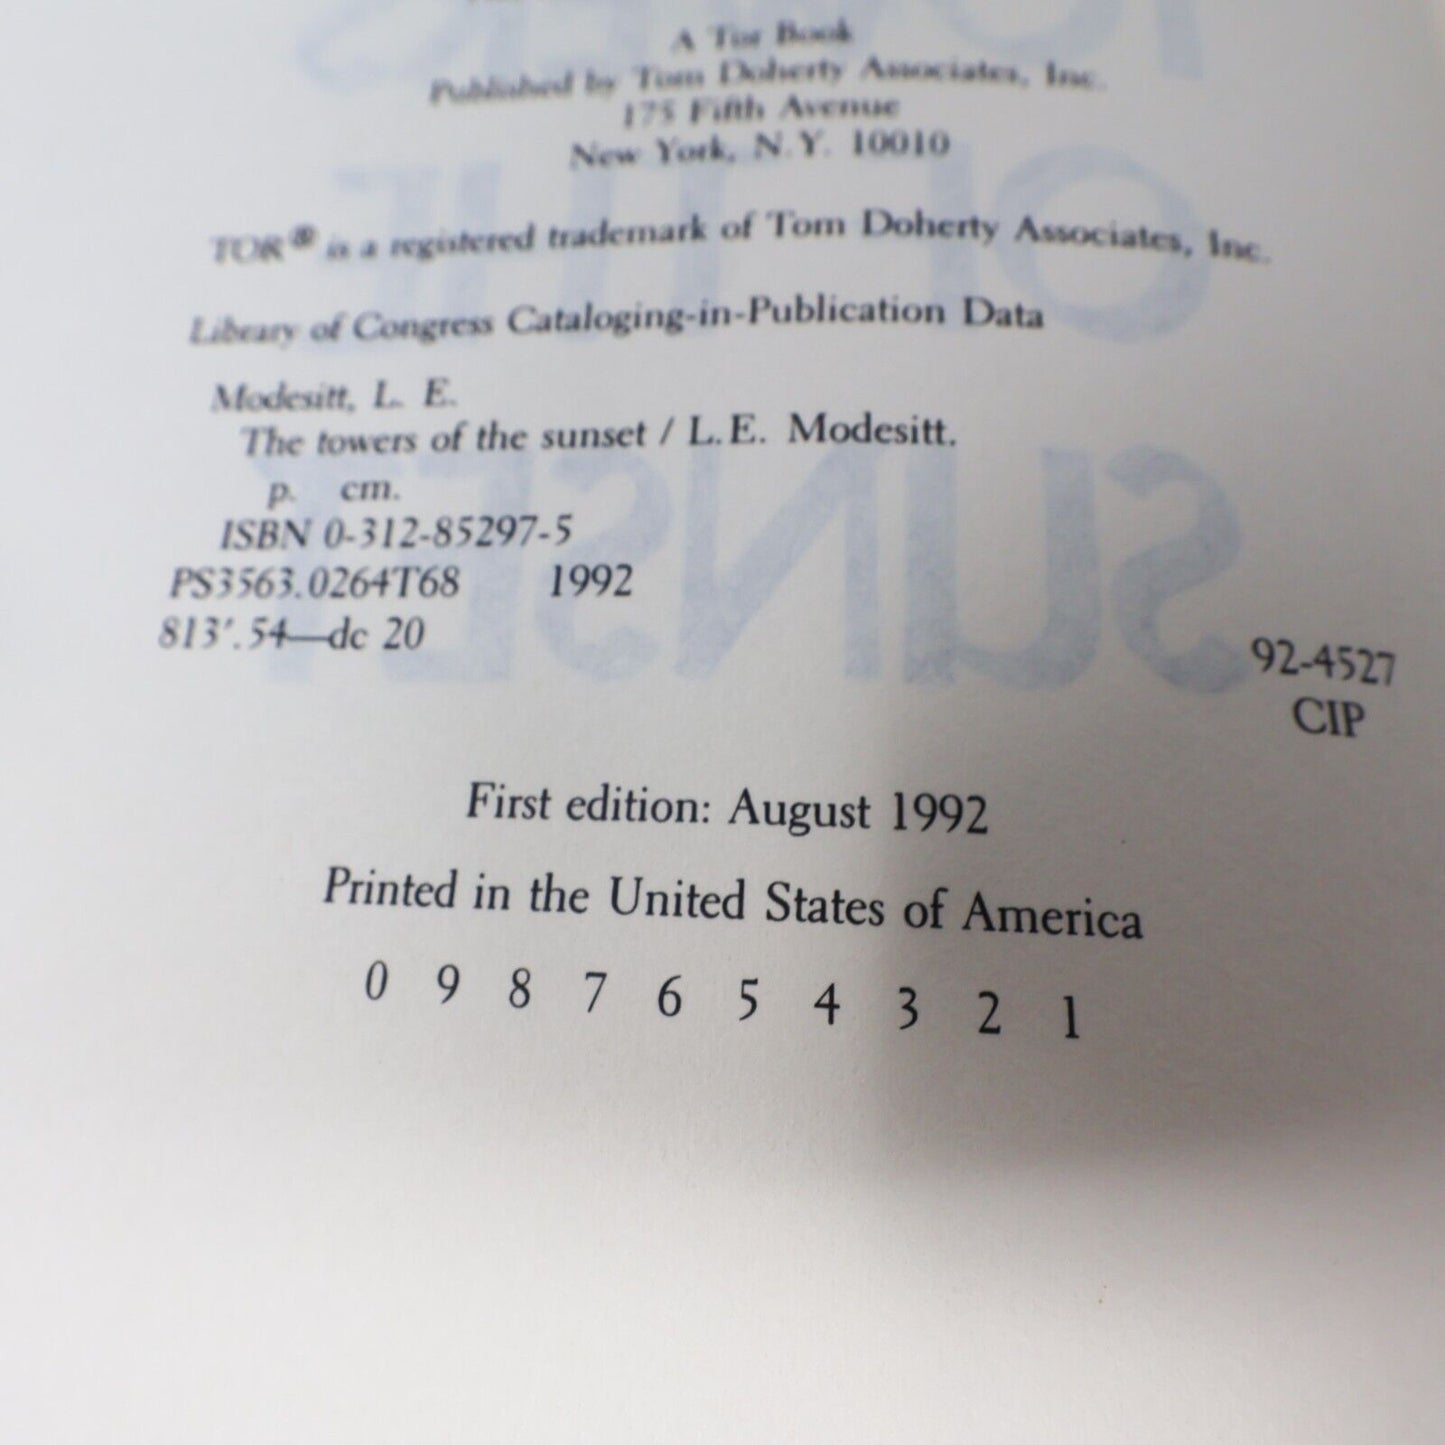 A Tor Book
Published by Tom Doherty Associates, Inc.
175 Fifth Avenue
New York, N.Y. 10010
TOR® is a registered trademark of Tom Doherty Associates, Inc.
Library of Congress Cataloging-in-Publication Data
Modesitt, L. E.
The towers of the sunset / L.E. Modesitt.
p. cm.
ISBN 0-312-85297-5
PS3563.0264T68 1992
813'.54—dc 20
92-4527
CIP
First edition: August 1992
Printed in the United States of America
0 9 8 7 6 5 4 3 2 1